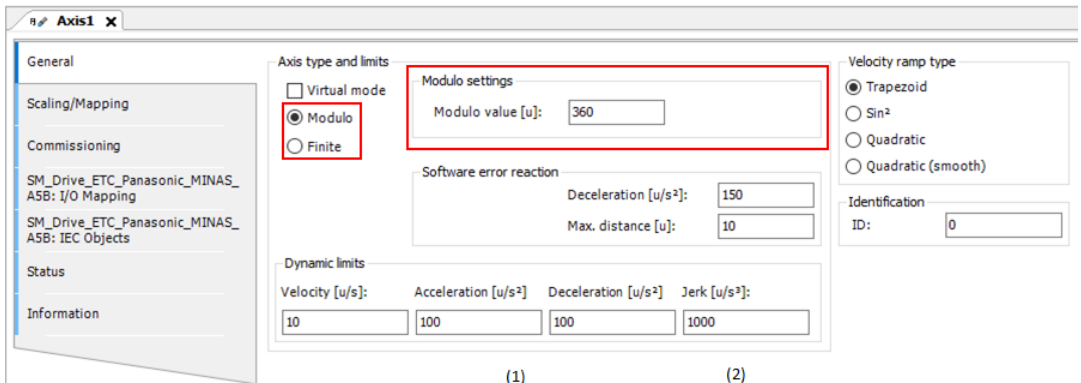 Axis1 X
General
Scaling/Mapping
Commissioning
SM_Drive_ETC_Panasonic_MINAS_
A5B: I/O Mapping
SM_Drive_ETC_Panasonic_MINAS_
A5B: IEC Objects
Status
Information
Axis type and limits
Virtual mode
Modulo
Finite
Modulo settings
Modulo value [u]: 360
Software error reaction
Deceleration [u/s²]: 150
Max. distance [u]: 10
Dynamic limits
Velocity [u/s]: Acceleration [u/s²] Deceleration [u/s²] Jerk [u/s³]:
10 100 100 1000
Velocity ramp type
Trapezoid
Sin²
Quadratic
Quadratic (smooth)
Identification
ID: 0
(1) (2)